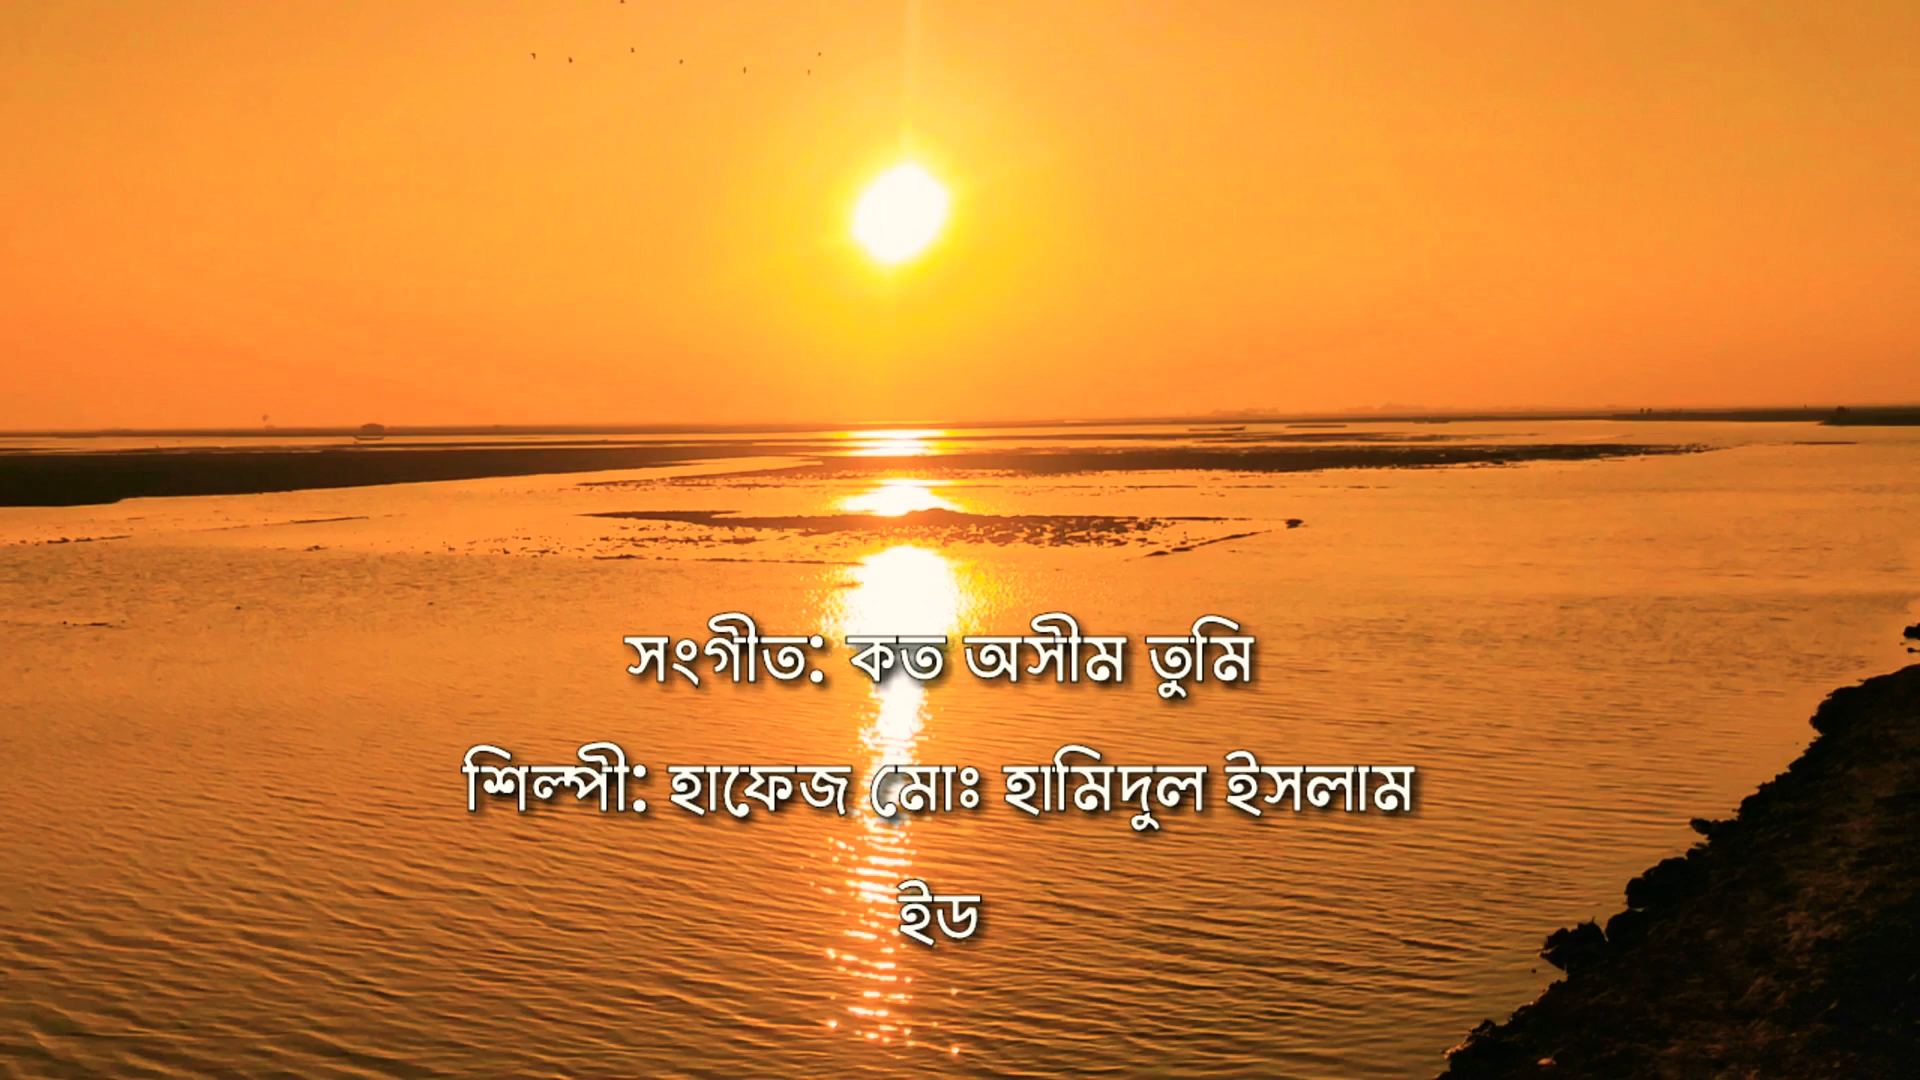 সংগীত: কত অসীম তুমি
শিল্পী: হাফেজ মোঃ হামিদুল ইসলাম
ইড